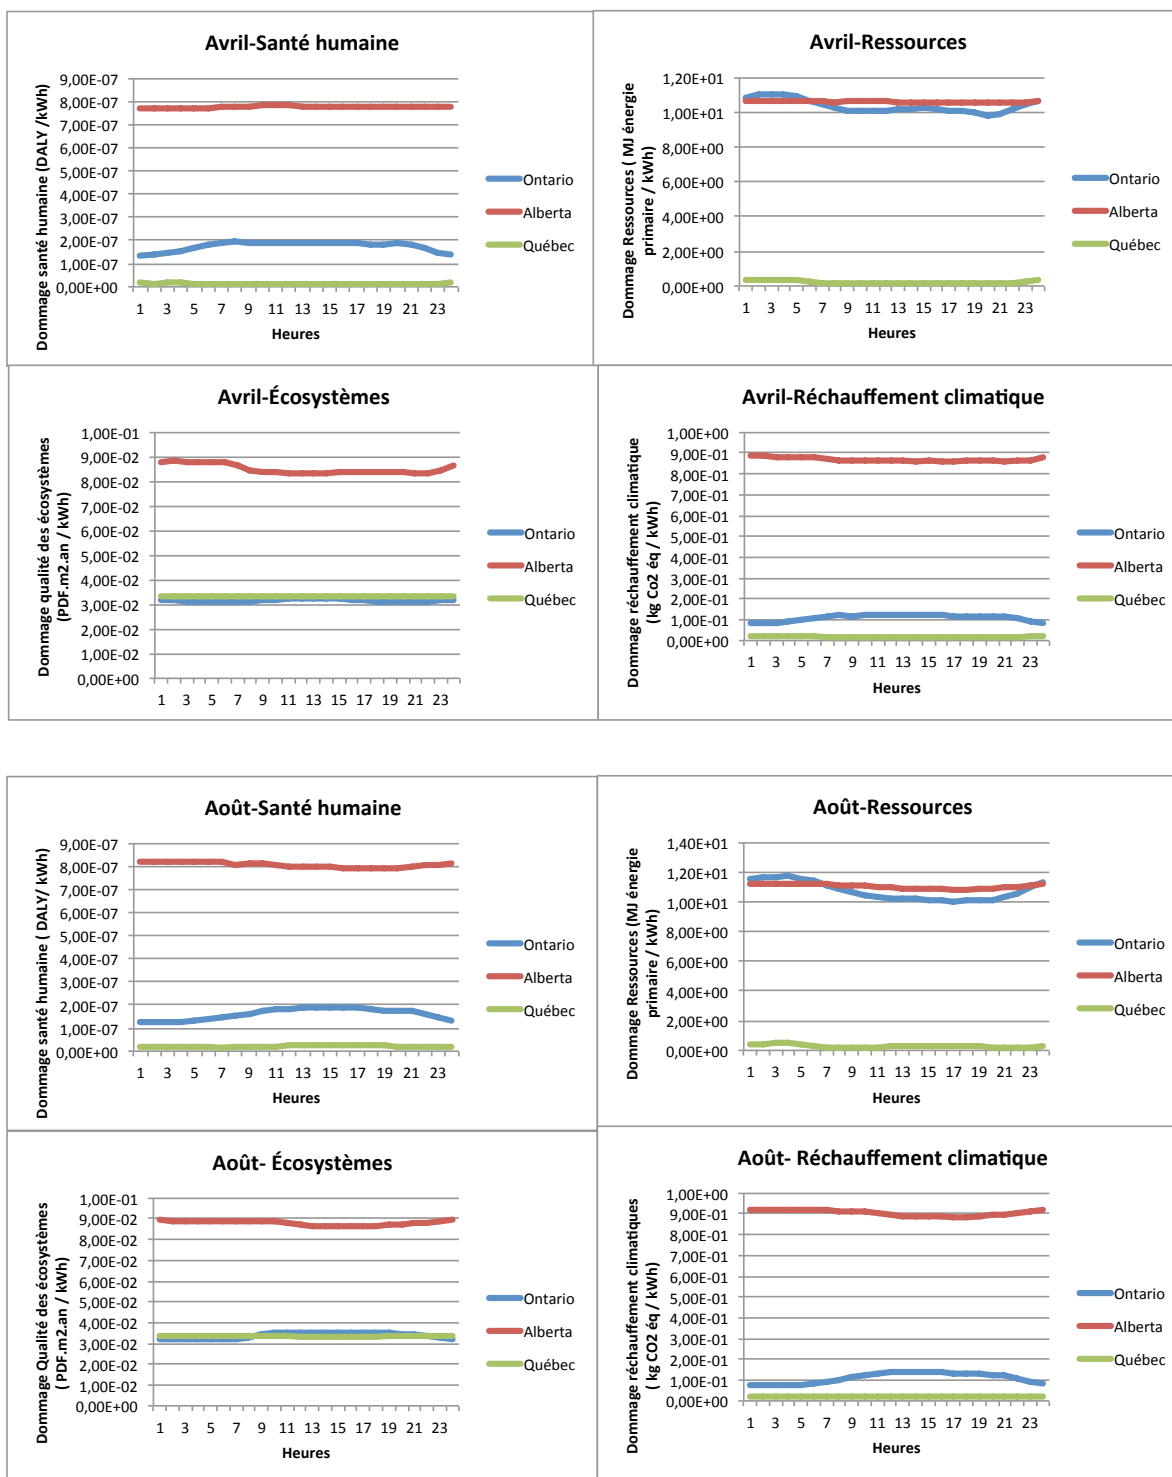 Avril-Santé humaine
Dommage santé humaine (DALY /kWh)
9,00E-07
8,00E-07
7,00E-07
6,00E-07
5,00E-07
4,00E-07
3,00E-07
2,00E-07
1,00E-07
0,00E+00
1 3 5 7 9 11 13 15 17 19 21 23
Heures
Ontario
Alberta
Québec
Avril-Ressources
Dommage Ressources ( MJ énergie
primaire / kWh)
1,20E+01
1,00E+01
8,00E+00
6,00E+00
4,00E+00
2,00E+00
0,00E+00
1 3 5 7 9 11 13 15 17 19 21 23
Heures
Ontario
Alberta
Québec
Avril-Écosystèmes
Dommage qualité des écosystèmes
(PDF.m2.an / kWh)
1,00E-01
9,00E-02
8,00E-02
7,00E-02
6,00E-02
5,00E-02
4,00E-02
3,00E-02
2,00E-02
1,00E-02
0,00E+00
1 3 5 7 9 11 13 15 17 19 21 23
Heures
Ontario
Alberta
Québec
Avril-Réchauffement climatique
Dommage réchauffement climatique
(kg Co2 éq / kWh)
1,00E+00
9,00E-01
8,00E-01
7,00E-01
6,00E-01
5,00E-01
4,00E-01
3,00E-01
2,00E-01
1,00E-01
0,00E+00
1 3 5 7 9 11 13 15 17 19 21 23
Heures
Ontario
Alberta
Québec
Août-Santé humaine
Dommage santé humaine ( DALY/ kWh)
9,00E-07
8,00E-07
7,00E-07
6,00E-07
5,00E-07
4,00E-07
3,00E-07
2,00E-07
1,00E-07
0,00E+00
1 3 5 7 9 11 13 15 17 19 21 23
Heures
Ontario
Alberta
Québec
Août-Ressources
Dommage Ressources (MJ énergie
primaire / kWh)
1,40E+01
1,20E+01
1,00E+01
8,00E+00
6,00E+00
4,00E+00
2,00E+00
0,00E+00
1 3 5 7 9 11 13 15 17 19 21 23
Heures
Ontario
Alberta
Québec
Août- Écosystèmes
Dommage Qualité des écosystèmes
( PDF.m2.an / kWh)
1,00E-01
9,00E-02
8,00E-02
7,00E-02
6,00E-02
5,00E-02
4,00E-02
3,00E-02
2,00E-02
1,00E-02
0,00E+00
1 3 5 7 9 11 13 15 17 19 21 23
Heures
Ontario
Alberta
Québec
Août- Réchauffement climatique
Dommage réchauffement climatiques
( kg CO2 éq / kWh)
1,00E+00
9,00E-01
8,00E-01
7,00E-01
6,00E-01
5,00E-01
4,00E-01
3,00E-01
2,00E-01
1,00E-01
0,00E+00
1 3 5 7 9 11 13 15 17 19 21 23
Heures
Ontario
Alberta
Québec